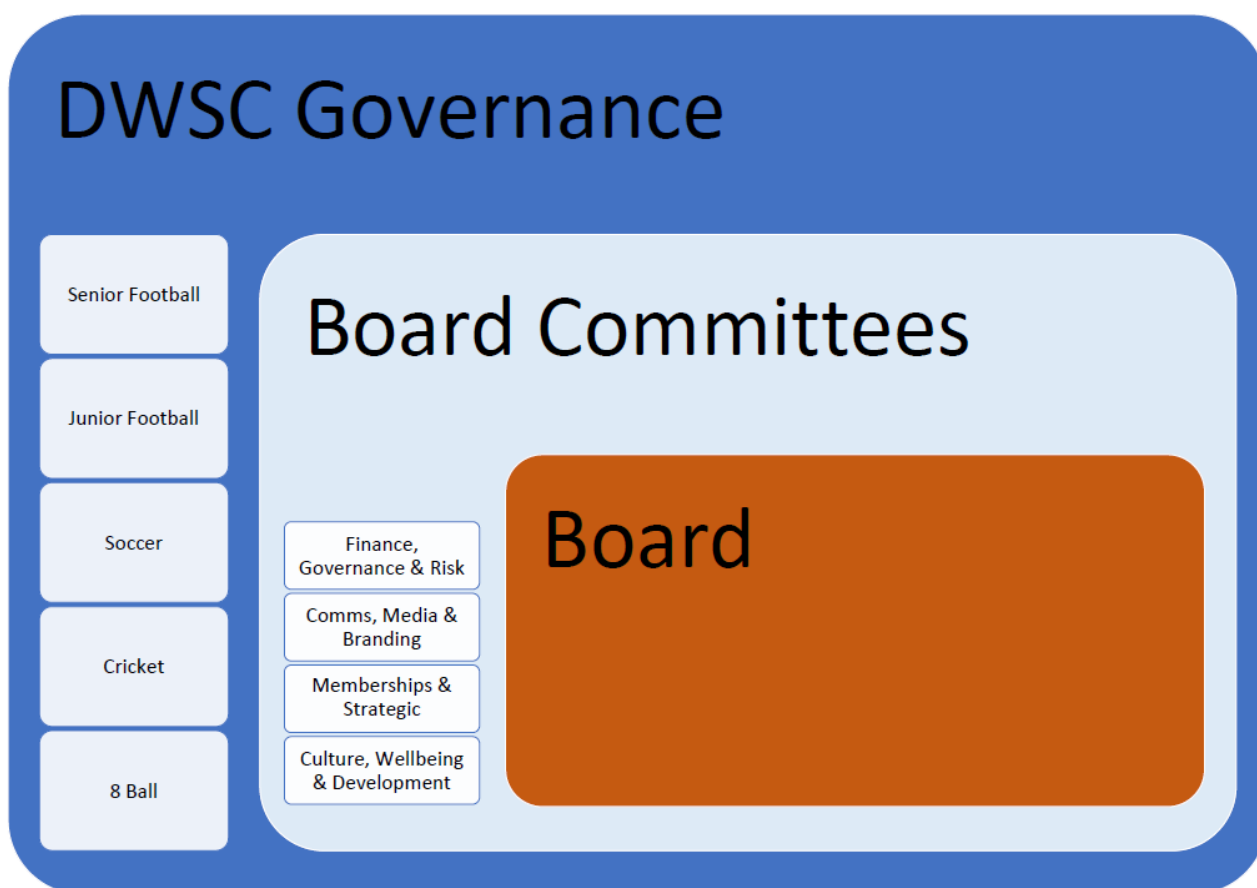 DWSC Governance
Senior Football
Junior Football
Soccer
Cricket
8 Ball
Board Committees
Finance,
Governance & Risk
Comms, Media &
Branding
Memberships &
Strategic
Culture, Wellbeing
& Development
Board